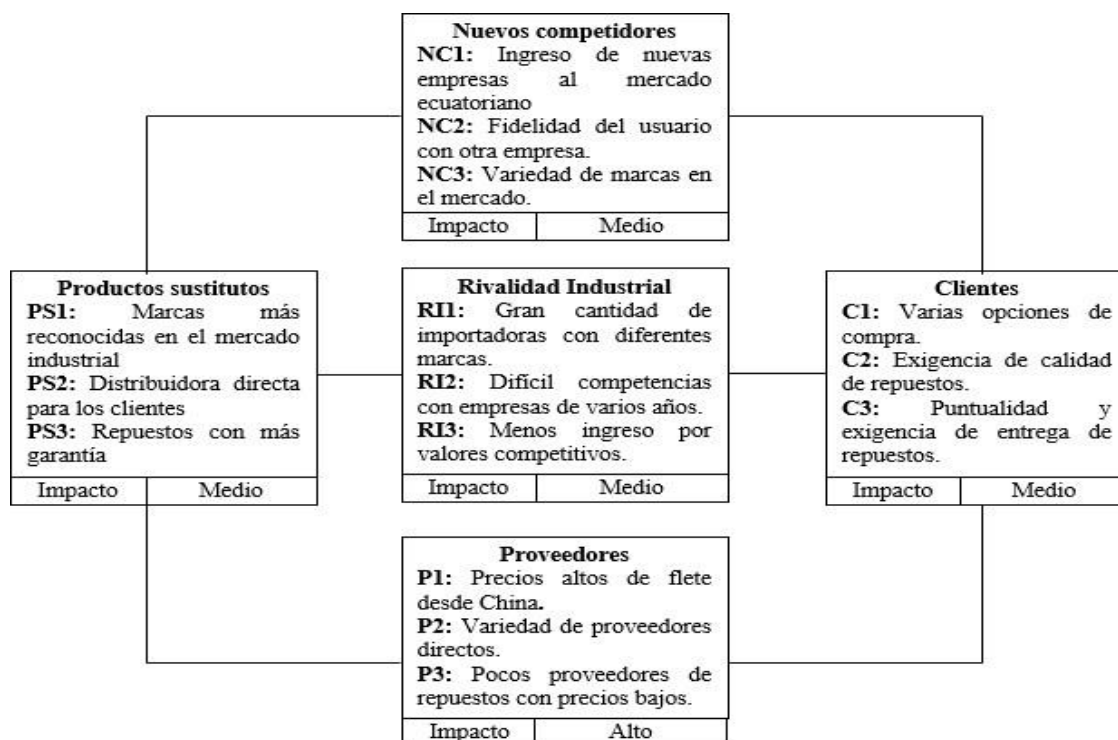 Nuevos competidores
NC1: Ingreso de nuevas
empresas al mercado
ecuatoriano
NC2: Fidelidad del usuario
con otra empresa.
NC3: Variedad de marcas en
el mercado.
Impacto Medio
Productos sustitutos
PS1: Marcas más
reconocidas en el mercado
industrial
PS2: Distribuidora directa
para los clientes
PS3: Repuestos con más
garantía
Impacto Medio
Rivalidad Industrial
RI1: Gran cantidad de
importadoras con diferentes
marcas.
RI2: Difícil competencias
con empresas de varios años.
RI3: Menos ingreso por
valores competitivos.
Impacto Medio
Clientes
C1: Varias opciones de
compra.
C2: Exigencia de calidad
de repuestos.
C3: Puntualidad y
exigencia de entrega de
repuestos.
Impacto Medio
Proveedores
P1: Precios altos de flete
desde China.
P2: Variedad de proveedores
directos.
P3: Pocos proveedores de
repuestos con precios bajos.
Impacto Alto